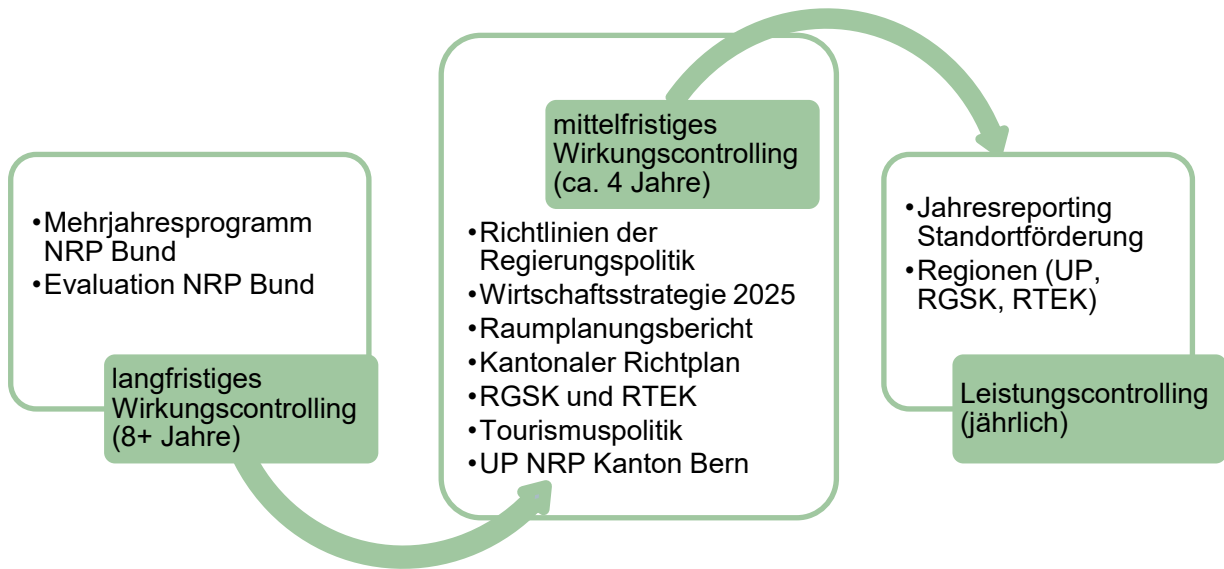 •Mehrjahresprogramm
NRP Bund
•Evaluation NRP Bund
langfristiges
Wirkungscontrolling
(8+ Jahre)
mittelfristiges
Wirkungscontrolling
(ca. 4 Jahre)
•Richtlinien der
Regierungspolitik
•Wirtschaftsstrategie 2025
•Raumplanungsbericht
•Kantonaler Richtplan
•RGSK und RTEK
•Tourismuspolitik
•UP NRP Kanton Bern
•Jahresreporting
Standortförderung
•Regionen (UP,
RGSK, RTEK)
Leistungscontrolling
(jährlich)